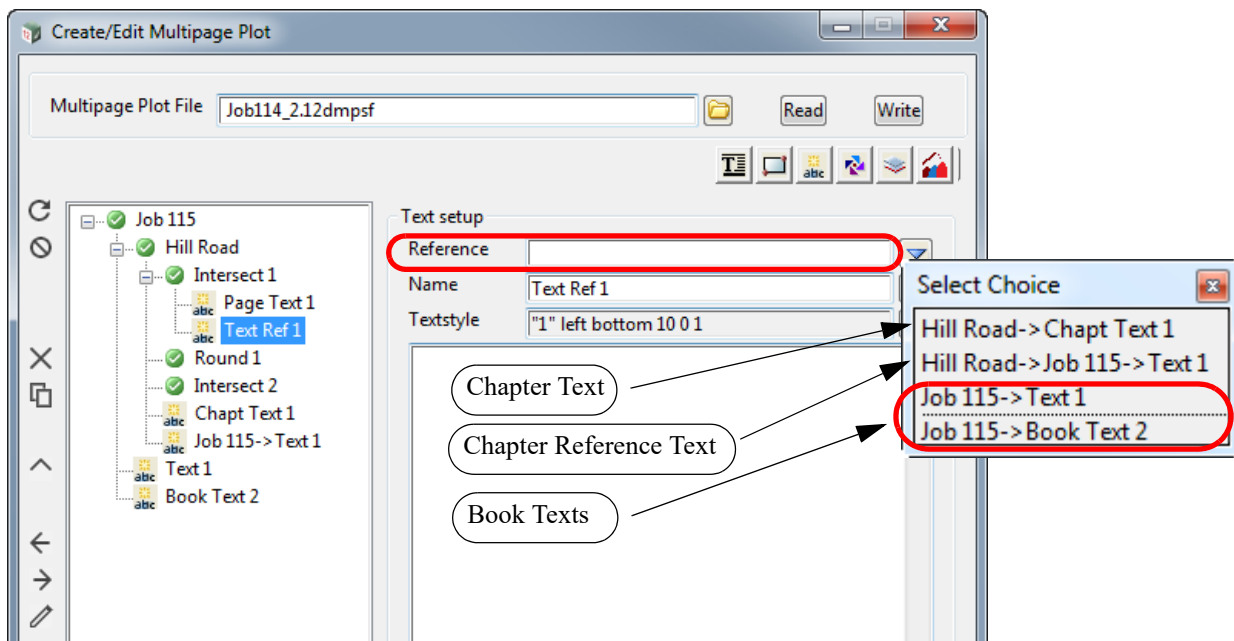 Create/Edit Multipage Plot
Multipage Plot File Job114_2.12dmpsf Read Write
Job 115
Hill Road
Intersect 1
Page Text 1
Text Ref 1
Round 1
Intersect 2
Chapt Text 1
Job 115->Text 1
Text 1
Book Text 2
Text setup
Reference
Name Text Ref 1
Textstyle "1" left bottom 10 0 1
Chapter Text
Chapter Reference Text
Book Texts
Select Choice
Hill Road->Chapt Text 1
Hill Road->Job 115->Text 1
Job 115->Text 1
Job 115->Book Text 2